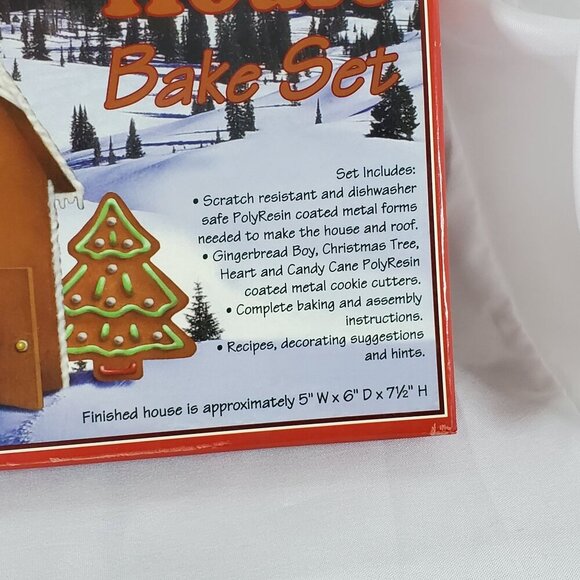 House
Bake Set
Set Includes:
• Scratch resistant and dishwasher
safe PolyResin coated metal forms
needed to make the house and roof.
• Gingerbread Boy, Christmas Tree,
Heart and Candy Cane PolyResin
coated metal cookie cutters.
• Complete baking and assembly
instructions.
• Recipes, decorating suggestions
and hints.
Finished house is approximately 5" W x 6" D x 7½" H